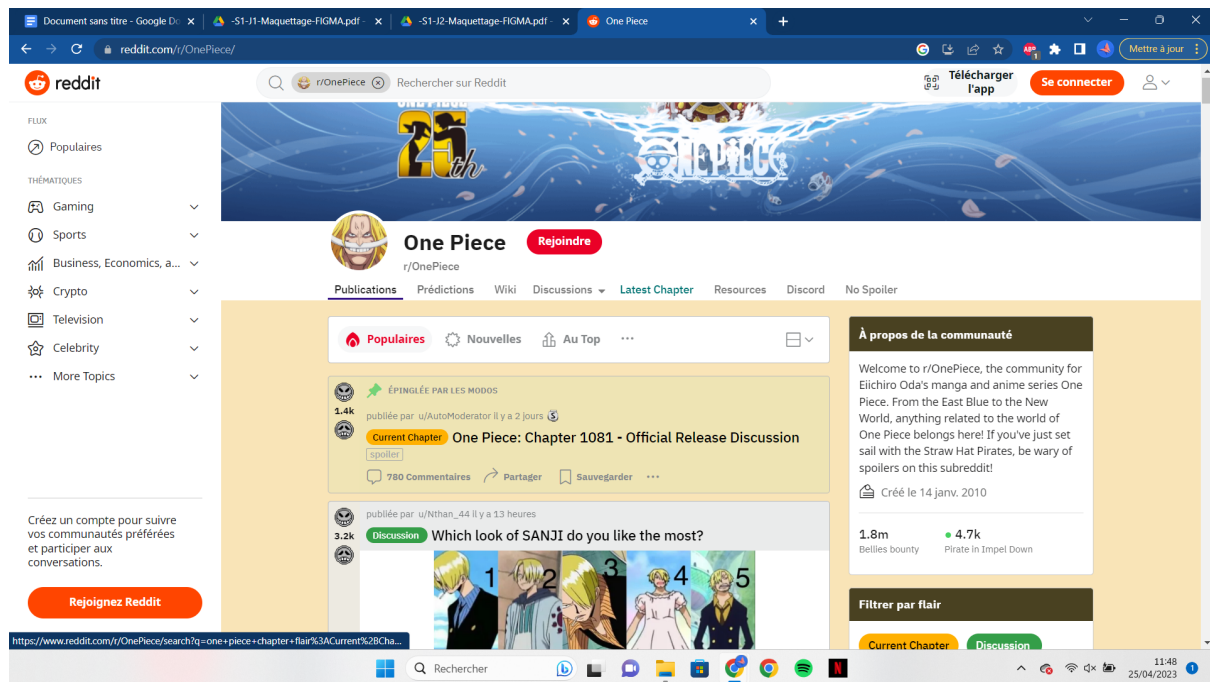 Document sans titre - Google Do
-S1-J1-Maquettage-FIGMA.pdf -
-S1-J2-Maquettage-FIGMA.pdf -
One Piece
reddit.com/r/OnePiece/
ABP
1
Mettre à jour
reddit
r/OnePiece
Rechercher sur Reddit
Télécharger
l'app
Se connecter
FLUX
Populaires
THÉMATIQUES
Gaming
Sports
Business, Economics, a...
Crypto
Television
Celebrity
More Topics
Créez un compte pour suivre
vos communautés préférées
et participer aux
conversations.
Rejoignez Reddit
https://www.reddit.com/r/OnePiece/search?q=one+piece+chapter+flair%3ACurrent%2BCha...
ONE PIECE
25th
ONE PIECE
One Piece
Rejoindre
r/OnePiece
Publications Prédictions Wiki Discussions Latest Chapter Resources Discord No Spoiler
Populaires Nouvelles Au Top ...
ÉPINGLÉE PAR LES MODOS
1.4k
publiée par u/AutoModerator il y a 2 jours
Current Chapter One Piece: Chapter 1081 - Official Release Discussion
spoiler
780 Commentaires Partager Sauvegarder ...
publiée par u/Nthan_44 il y a 13 heures
3.2k
Discussion Which look of SANJI do you like the most?
1 2 3 4 5
À propos de la communauté
Welcome to r/OnePiece, the community for
Eiichiro Oda's manga and anime series One
Piece. From the East Blue to the New
World, anything related to the world of
One Piece belongs here! If you've just set
sail with the Straw Hat Pirates, be wary of
spoilers on this subreddit!
Créé le 14 janv. 2010
1.8m 4.7k
Bellies bounty Pirate in Impel Down
Filtrer par flair
Current Chapter Discussion
Rechercher
11:48
25/04/2023
1